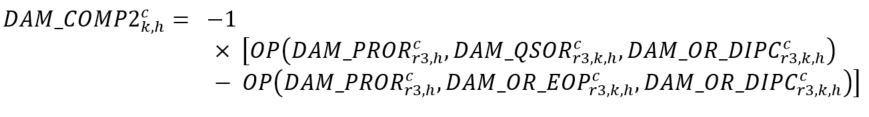 DAM_COMP2^c_{k,h} = −1
× [OP(DAM_PROR^c_{r3,h}, DAM_QSOR^c_{r3,k,h}, DAM_OR_DIPC^c_{r3,k,h})
− OP(DAM_PROR^c_{r3,h}, DAM_OR_EOP^c_{r3,k,h}, DAM_OR_DIPC^c_{r3,k,h})]